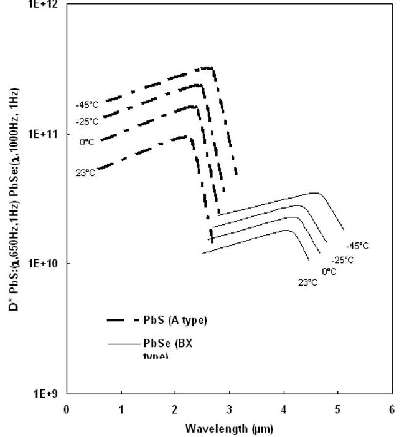 1E+12
1E+11
1E+10
1E+9
D* PbS:(λ,650Hz,1Hz) PbSe:(λ,1000Hz, 1Hz)
-45°C
-25°C
0°C
23°C
-45°C
-25°C
0°C
23°C
PbS (A type)
PbSe (BX
type)
0 1 2 3 4 5 6
Wavelength (µm)